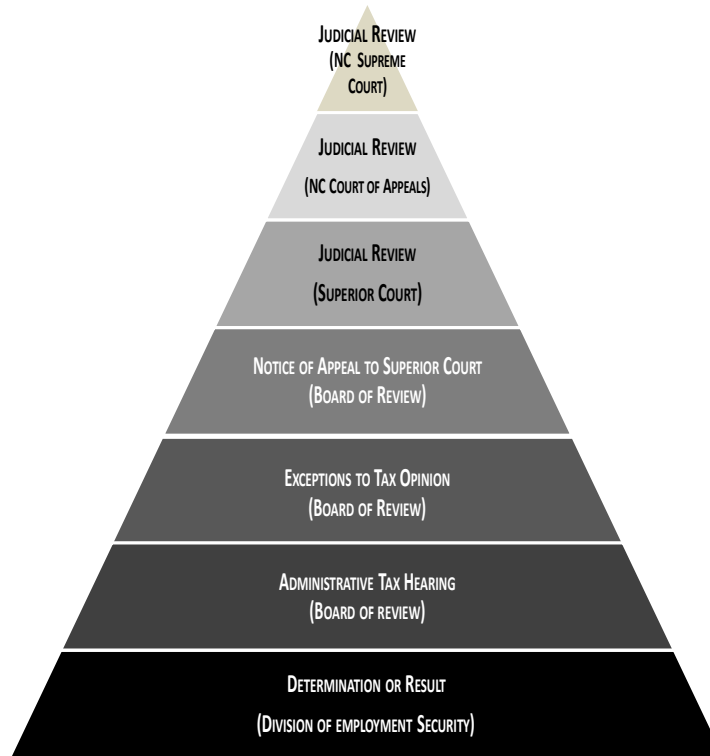 Judicial Review
(NC Supreme
Court)
Judicial Review
(NC Court of Appeals)
Judicial Review
(Superior Court)
Notice of Appeal to Superior Court
(Board of Review)
Exceptions to Tax Opinion
(Board of Review)
Administrative Tax Hearing
(Board of review)
Determination or Result
(Division of employment Security)